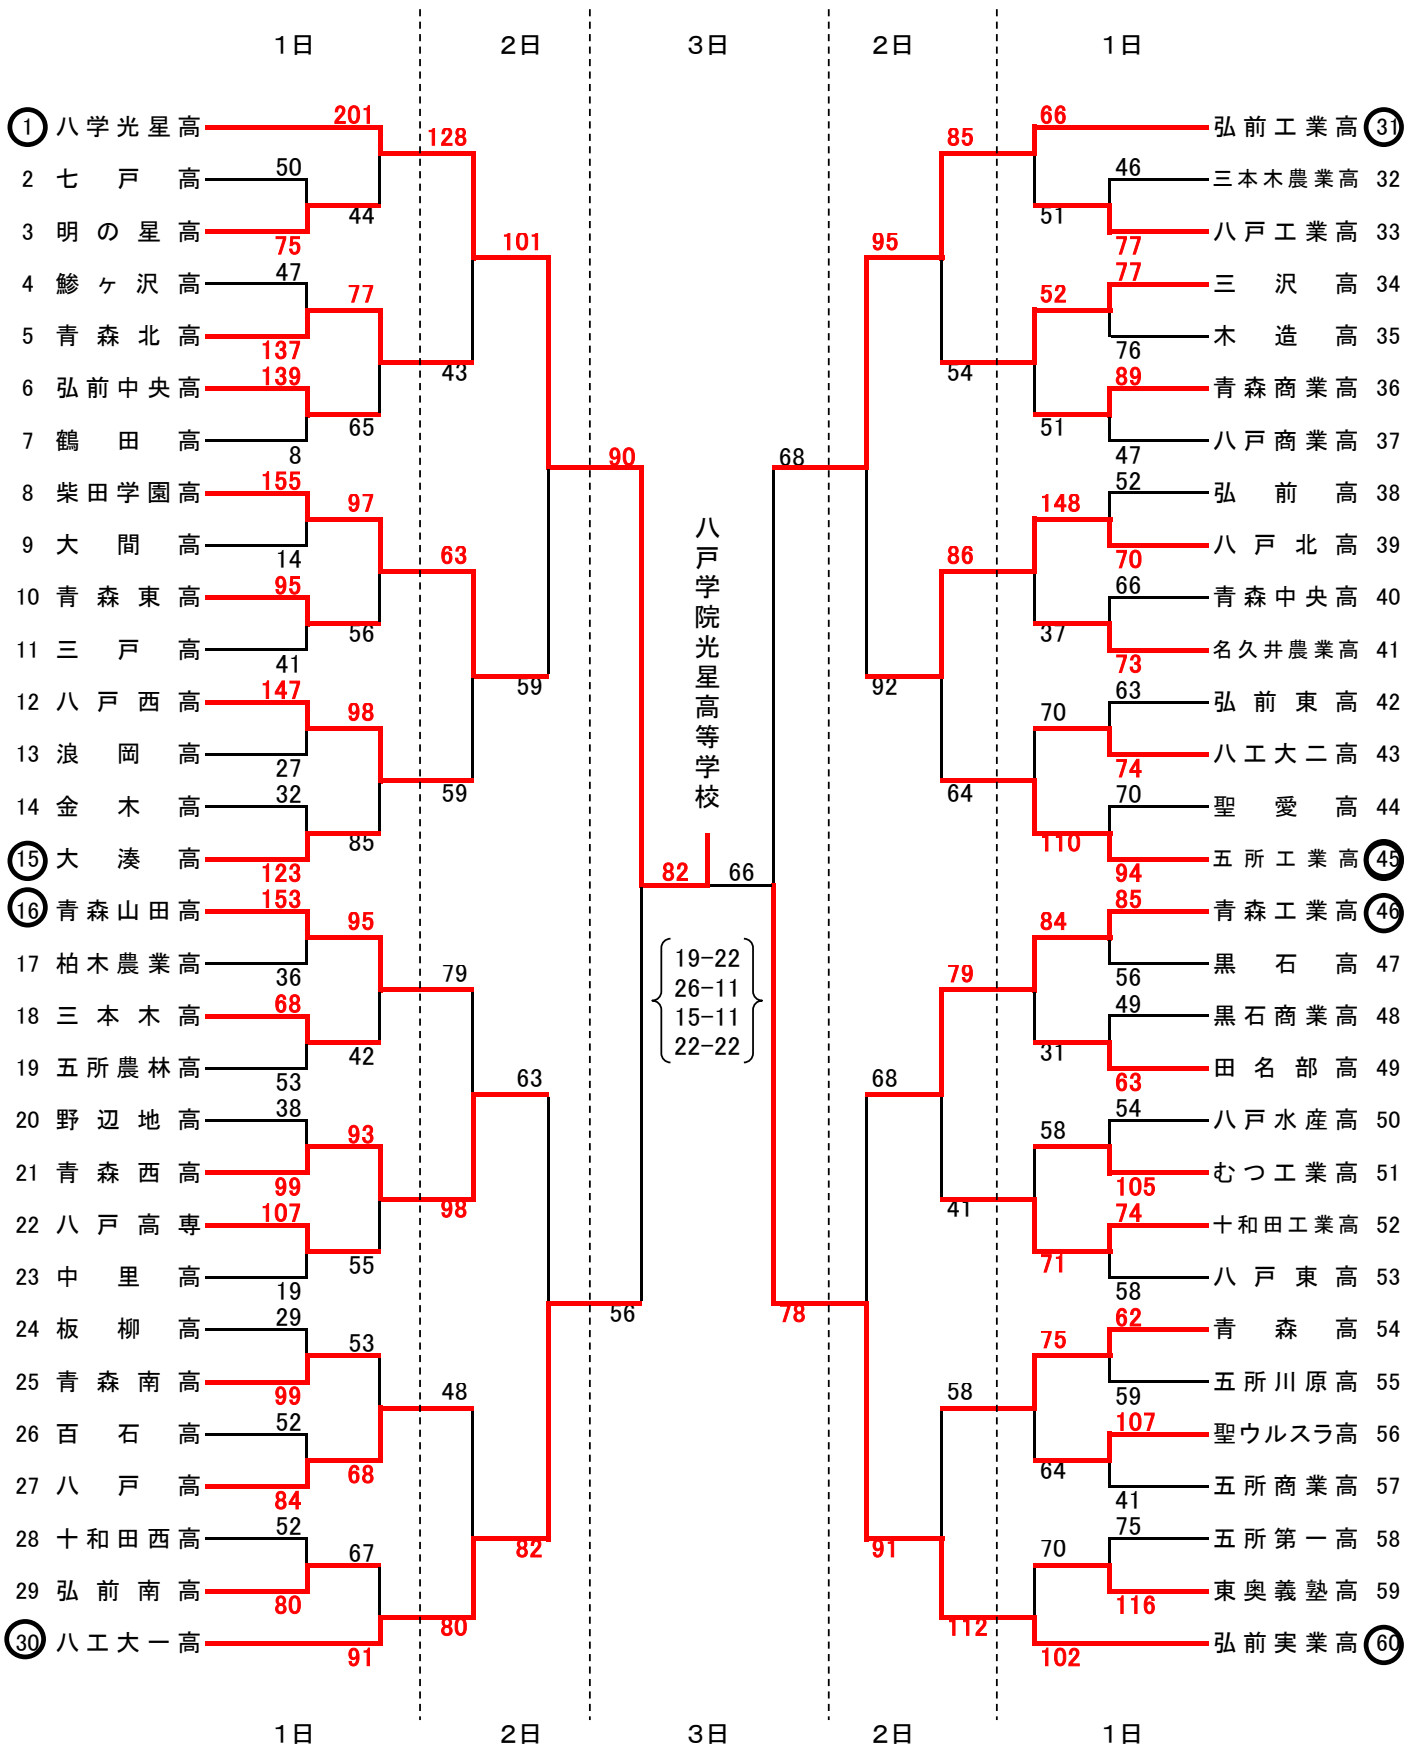 1日 2日 3日 2日 1日
1 八学光星高 201 128 85 66 弘前工業高 31
2 七戸高 50 46 三本木農業高 32
44 51
3 明の星高 75 101 95 77 八戸工業高 33
4 鰺ヶ沢高 47 77 52 77 三沢高 34
5 青森北高 137 76 木造高 35
43 54
6 弘前中央高 139 89 青森商業高 36
65 51
7 鶴田高 8 47 八戸商業高 37
90 68
8 柴田学園高 155 97 148 52 弘前高 38
9 大間高 14 63 86 70 八戸北高 39
10 青森東高 95 66 青森中央高 40
56 37
11 三戸高 41 73 名久井農業高 41
59 92
12 八戸西高 147 98 70 63 弘前東高 42
13 浪岡高 27 74 八工大二高 43
59 64
14 金木高 32 70 聖愛高 44
85 110
15 大湊高 123 94 五所工業高 45
八戸学院光星高等学校
82 66
16 青森山田高 153 95 84 85 青森工業高 46
17 柏木農業高 36 79 79 56 黒石高 47
19-22
26-11
15-11
22-22
18 三本木高 68 49 黒石商業高 48
42 31
19 五所農林高 53 63 68 63 田名部高 49
20 野辺地高 38 93 58 54 八戸水産高 50
21 青森西高 99 105 むつ工業高 51
98 41
22 八戸高専 107 74 十和田工業高 52
55 71
23 中里高 19 58 八戸東高 53
56 78
24 板柳高 29 53 75 62 青森高 54
25 青森南高 99 48 58 59 五所川原高 55
26 百石高 52 107 聖ウルスラ高 56
68 64
27 八戸高 84 41 五所商業高 57
28 十和田西高 52 67 82 91 70 75 五所第一高 58
29 弘前南高 80 116 東奥義塾高 59
80 112
30 八工大一高 91 102 弘前実業高 60
1日 2日 3日 2日 1日